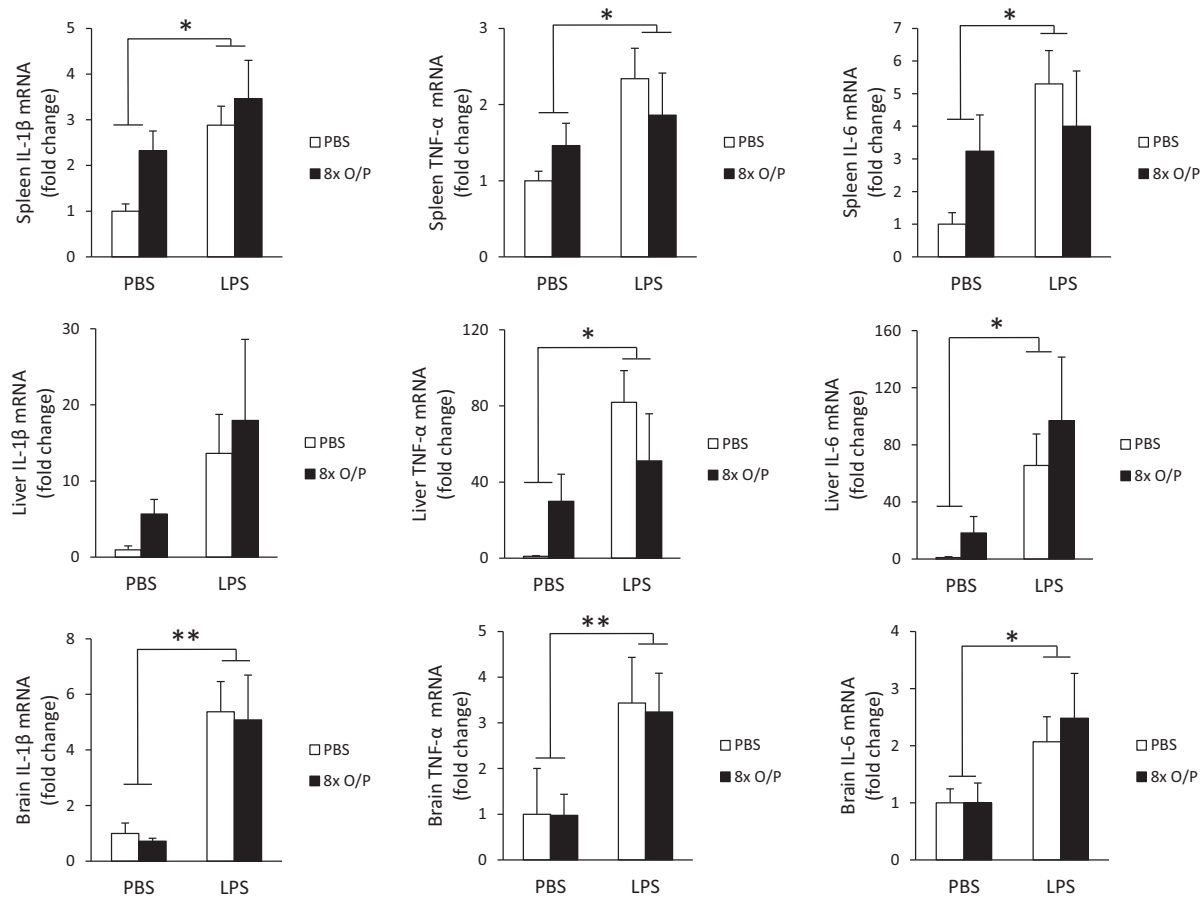 *
5
4
3
2
1
0
Spleen IL-1β mRNA
(fold change)
PBS
LPS
PBS
8x O/P
*
3
2
1
0
Spleen TNF-α mRNA
(fold change)
PBS
LPS
PBS
8x O/P
*
7
6
5
4
3
2
1
0
Spleen IL-6 mRNA
(fold change)
PBS
LPS
PBS
8x O/P
30
20
10
0
Liver IL-1β mRNA
(fold change)
PBS
LPS
PBS
8x O/P
*
120
80
40
0
Liver TNF-α mRNA
(fold change)
PBS
LPS
PBS
8x O/P
*
160
120
80
40
0
Liver IL-6 mRNA
(fold change)
PBS
LPS
PBS
8x O/P
**
8
6
4
2
0
Brain IL-1β mRNA
(fold change)
PBS
LPS
PBS
8x O/P
**
5
4
3
2
1
0
Brain TNF-α mRNA
(fold change)
PBS
LPS
PBS
8x O/P
*
4
3
2
1
0
Brain IL-6 mRNA
(fold change)
PBS
LPS
PBS
8x O/P